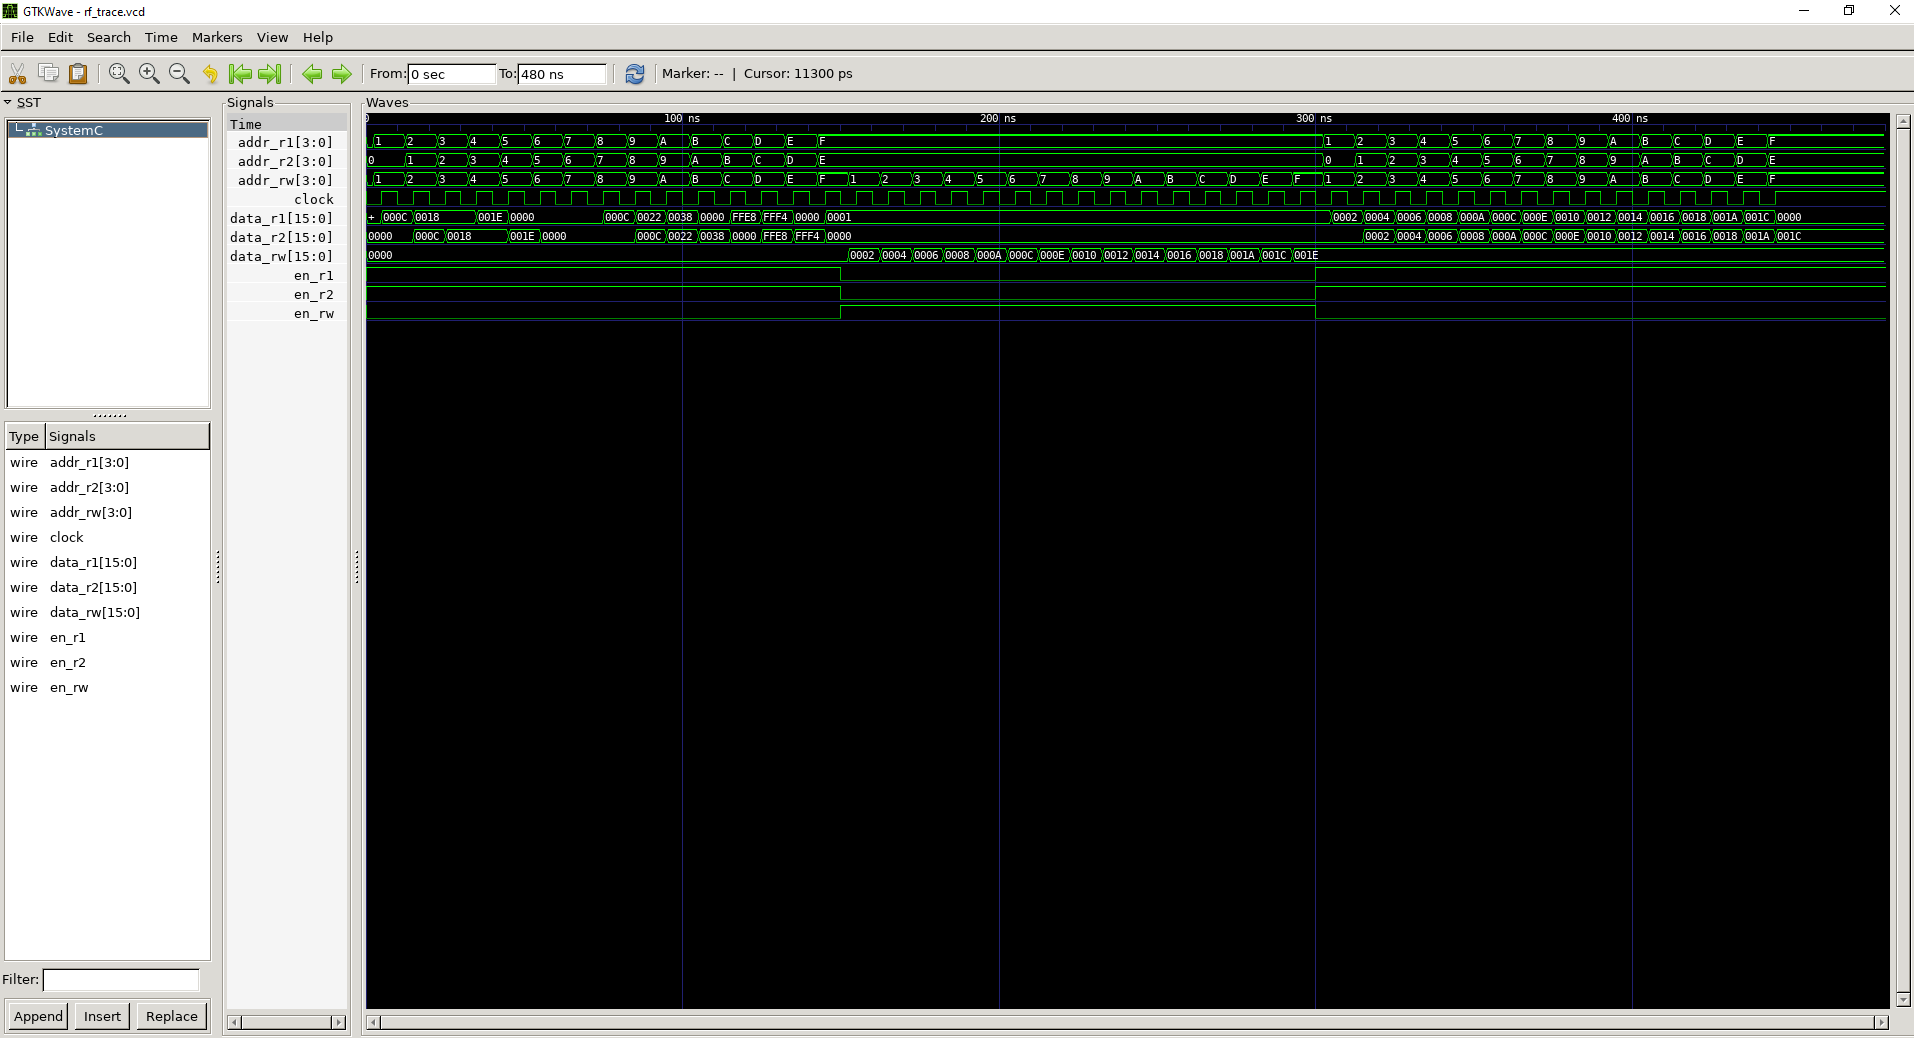 GTKWave - rf_trace.vcd
File Edit Search Time Markers View Help
From: 0 sec To: 480 ns Marker: -- | Cursor: 11300 ps
SST
SystemC
Type Signals
wire addr_r1[3:0]
wire addr_r2[3:0]
wire addr_rw[3:0]
wire clock
wire data_r1[15:0]
wire data_r2[15:0]
wire data_rw[15:0]
wire en_r1
wire en_r2
wire en_rw
Filter:
Append Insert Replace
Signals
Time
addr_r1[3:0]
addr_r2[3:0]
addr_rw[3:0]
clock
data_r1[15:0]
data_r2[15:0]
data_rw[15:0]
en_r1
en_r2
en_rw
Waves
0 100 ns 200 ns 300 ns 400 ns
1 2 3 4 5 6 7 8 9 A B C D E F 1 2 3 4 5 6 7 8 9 A B C D E F
0 1 2 3 4 5 6 7 8 9 A B C D E 0 1 2 3 4 5 6 7 8 9 A B C D E
1 2 3 4 5 6 7 8 9 A B C D E F 1 2 3 4 5 6 7 8 9 A B C D E F 1 2 3 4 5 6 7 8 9 A B C D E F
+ 000C 0018 001E 0000 000C 0022 0038 0000 FFE8 FFF4 0000 0001 0002 0004 0006 0008 000A 000C 000E 0010 0012 0014 0016 0018 001A 001C 0000
0000 000C 0018 001E 0000 000C 0022 0038 0000 FFE8 FFF4 0000 0002 0004 0006 0008 000A 000C 000E 0010 0012 0014 0016 0018 001A 001C
0000 0002 0004 0006 0008 000A 000C 000E 0010 0012 0014 0016 0018 001A 001C 001E